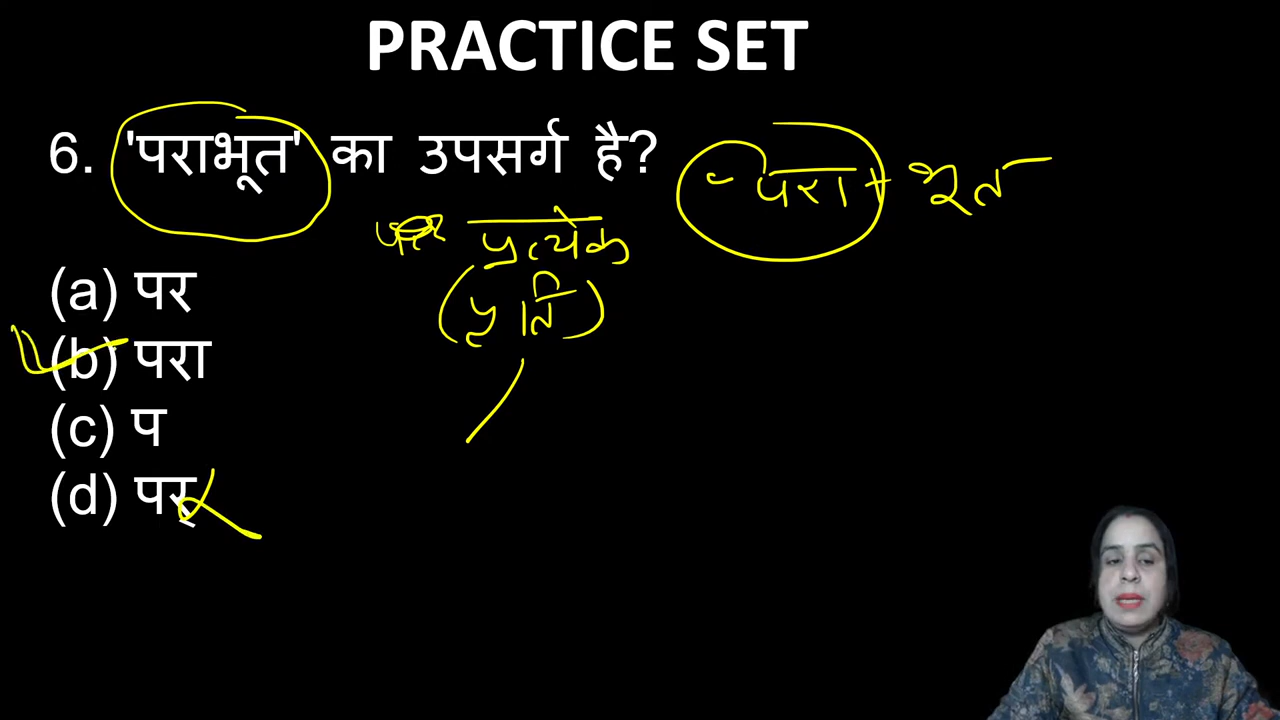 PRACTICE SET
6. 'पराभूत' का उपसर्ग है?
परा + भूत
प्रत्येक
(प्रति)
(a) पर
(b) परा
(c) प
(d) पर्